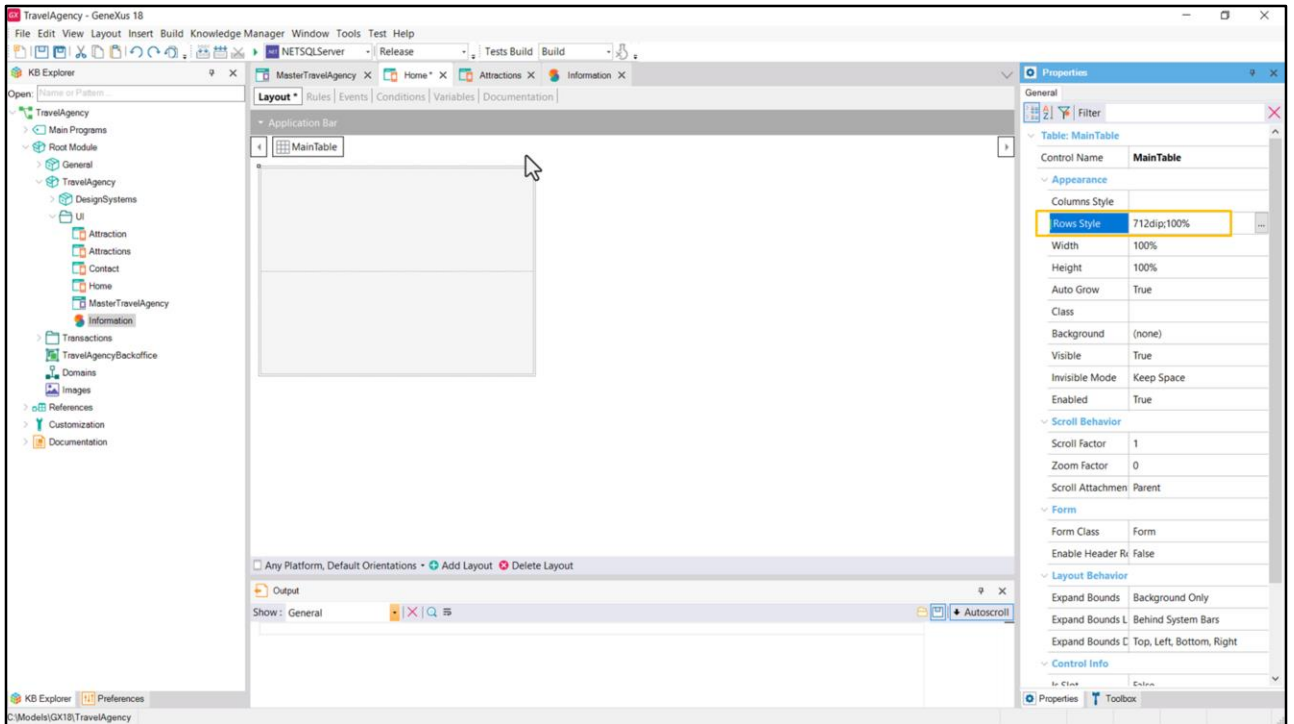 TravelAgency - GeneXus 18
File Edit View Layout Insert Build Knowledge Manager Window Tools Test Help
NETSQLServer Release Tests Build Build
KB Explorer
Open: Name or Pattern...
TravelAgency
Main Programs
Root Module
General
TravelAgency
DesignSystems
UI
Attraction
Attractions
Contact
Home
MasterTravelAgency
Information
Transactions
TravelAgencyBackoffice
Domains
Images
References
Customization
Documentation
KB Explorer Preferences
C:\Models\GX18\TravelAgency
MasterTravelAgency X Home* X Attractions X Information X
Layout * Rules Events Conditions Variables Documentation
Application Bar
MainTable
Any Platform, Default Orientations Add Layout Delete Layout
Output
Show: General Autoscroll
Properties
General
Filter
Table: MainTable
Control Name MainTable
Appearance
Columns Style
Rows Style 712dip;100% ...
Width 100%
Height 100%
Auto Grow True
Class
Background (none)
Visible True
Invisible Mode Keep Space
Enabled True
Scroll Behavior
Scroll Factor 1
Zoom Factor 0
Scroll Attachmen Parent
Form
Form Class Form
Enable Header Ro False
Layout Behavior
Expand Bounds Background Only
Expand Bounds L Behind System Bars
Expand Bounds D Top, Left, Bottom, Right
Control Info
Is Slot False
Properties Toolbox